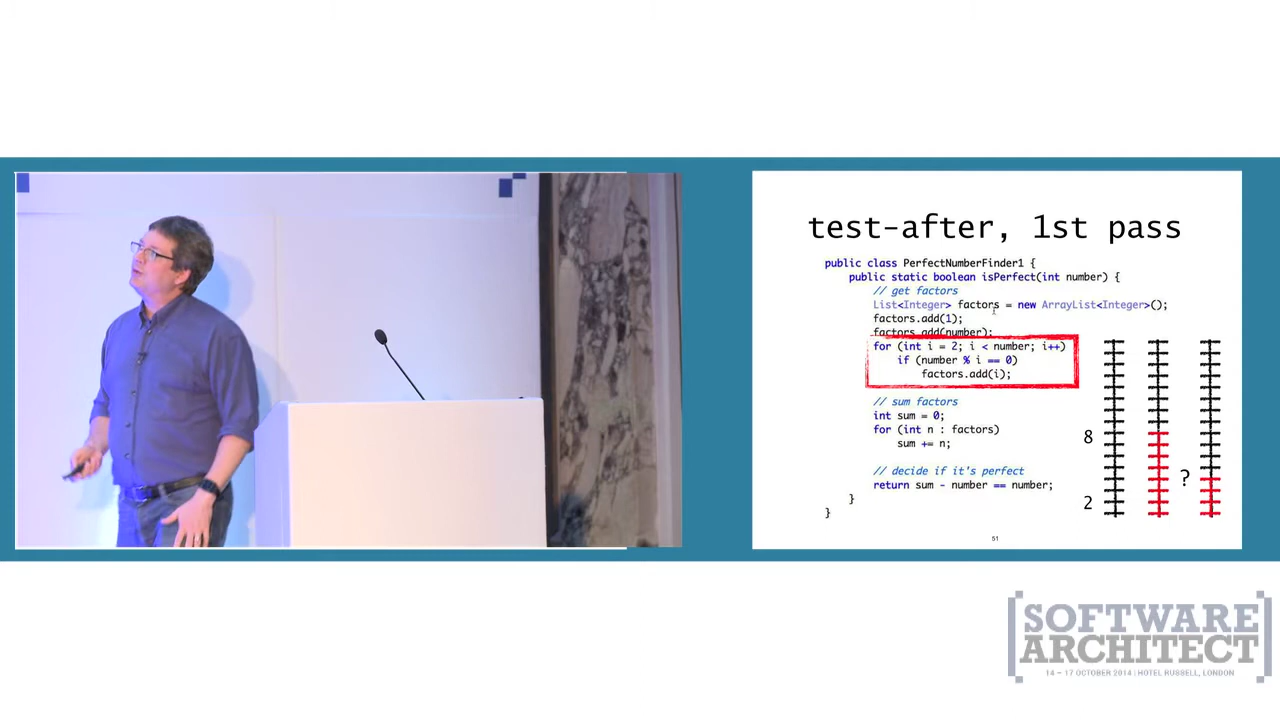 test-after, 1st pass
public class PerfectNumberFinder1 {
public static boolean isPerfect(int number) {
// get factors
List<Integer> factors = new ArrayList<Integer>();
factors.add(1);
factors.add(number);
for (int i = 2; i < number; i++)
if (number % i == 0)
factors.add(i);
// sum factors
int sum = 0;
for (int n : factors)
sum += n;
// decide if it's perfect
return sum - number == number;
}
}
8
?
2
51
[SOFTWARE
ARCHITECT]
14 – 17 OCTOBER 2014 | HOTEL RUSSELL, LONDON